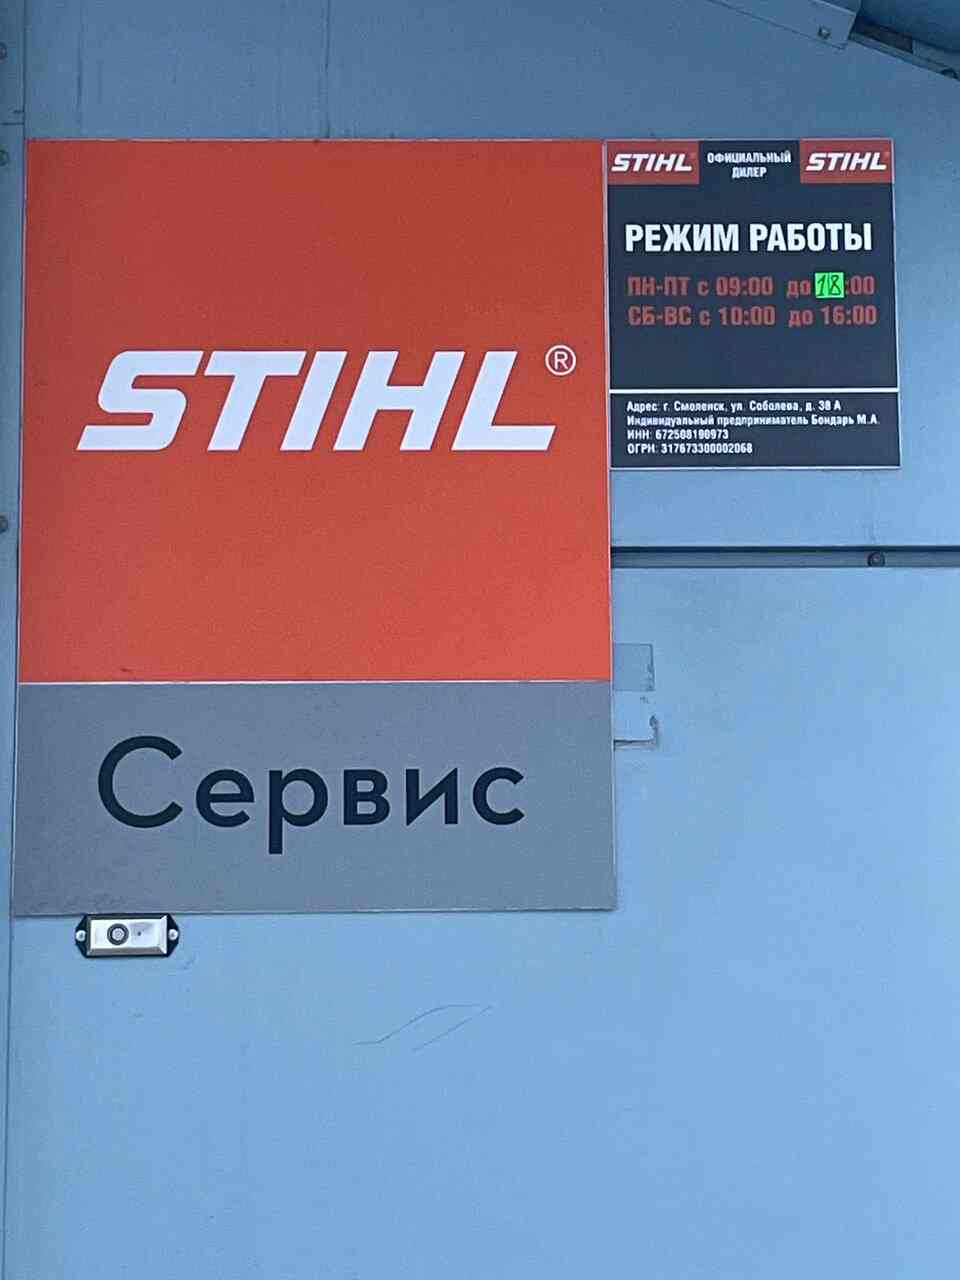 STIHL®
Сервис
STIHL ОФИЦИАЛЬНЫЙ ДИЛЕР STIHL
РЕЖИМ РАБОТЫ
ПН-ПТ с 09:00 до 18:00
СБ-ВС с 10:00 до 16:00
Адрес: г. Смоленск, ул. Соболева, д. 38 А
Индивидуальный предприниматель Бондарь М.А.
ИНН: 672508190973
ОГРН: 317673300002068